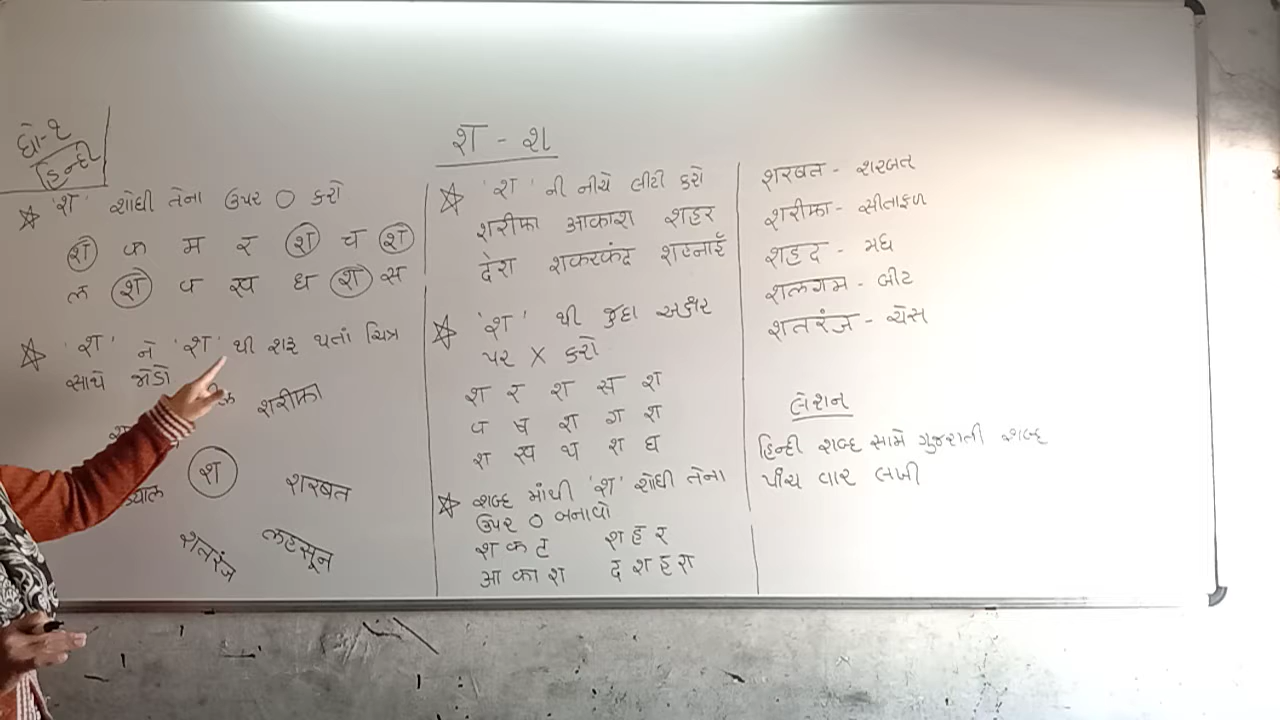 ધો-૧
હિન્દી
श - શ
☆ 'श' શોધી તેના ઉપર O કરો
श क म र श च श
ल श व ख ध श स
☆ 'श' ને 'श' થી શરૂ થતાં ચિત્ર
સાથે જોડો
शरीफा
श
शरबत
शतरंज
लहसून
☆ 'श' ની નીચે લીટી કરો
शरीफा आकाश शहर
देश शकरकंद शहनाई
☆ 'श' થી જુદા અક્ષર
પર X કરો
श र श स श
व ष श ग श
श ख थ श घ
☆ શબ્દ માંથી 'श' શોધી તેના
ઉપર O બનાવો
श क ट श ह र
आ का श द श ह रा
शरबत - શરબત
शरीफा - સીતાફળ
शहद - મધ
शलगम - બીટ
शतरंज - ચેસ
લેશન
હિન્દી શબ્દ સામે ગુજરાતી શબ્દ
પાંચ વાર લખી